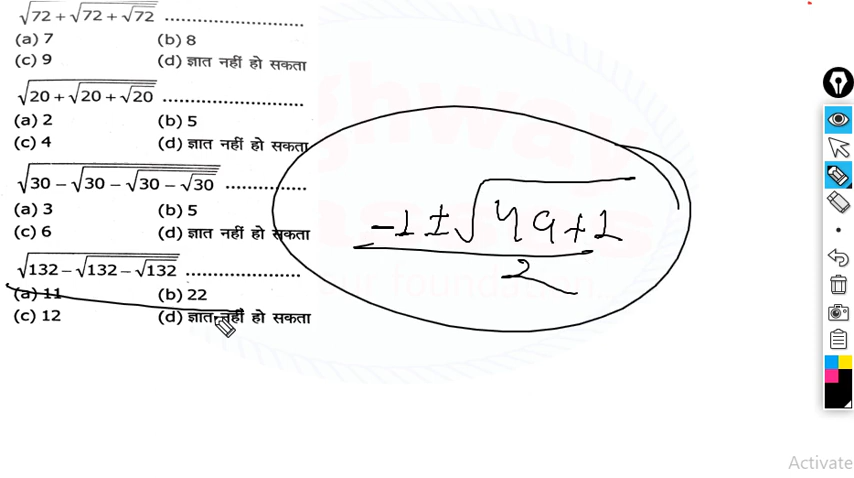 √72 + √72 + √72 ........................
(a) 7 (b) 8
(c) 9 (d) ज्ञात नहीं हो सकता
√20 + √20 + √20 ........................
(a) 2 (b) 5
(c) 4 (d) ज्ञात नहीं हो सकता
√30 − √30 − √30 − √30 ..............
(a) 3 (b) 5
(c) 6 (d) ज्ञात नहीं हो सकता
√132 − √132 − √132 ....................
(a) 11 (b) 22
(c) 12 (d) ज्ञात नहीं हो सकता
-1 ± √4a+1
2
Activate